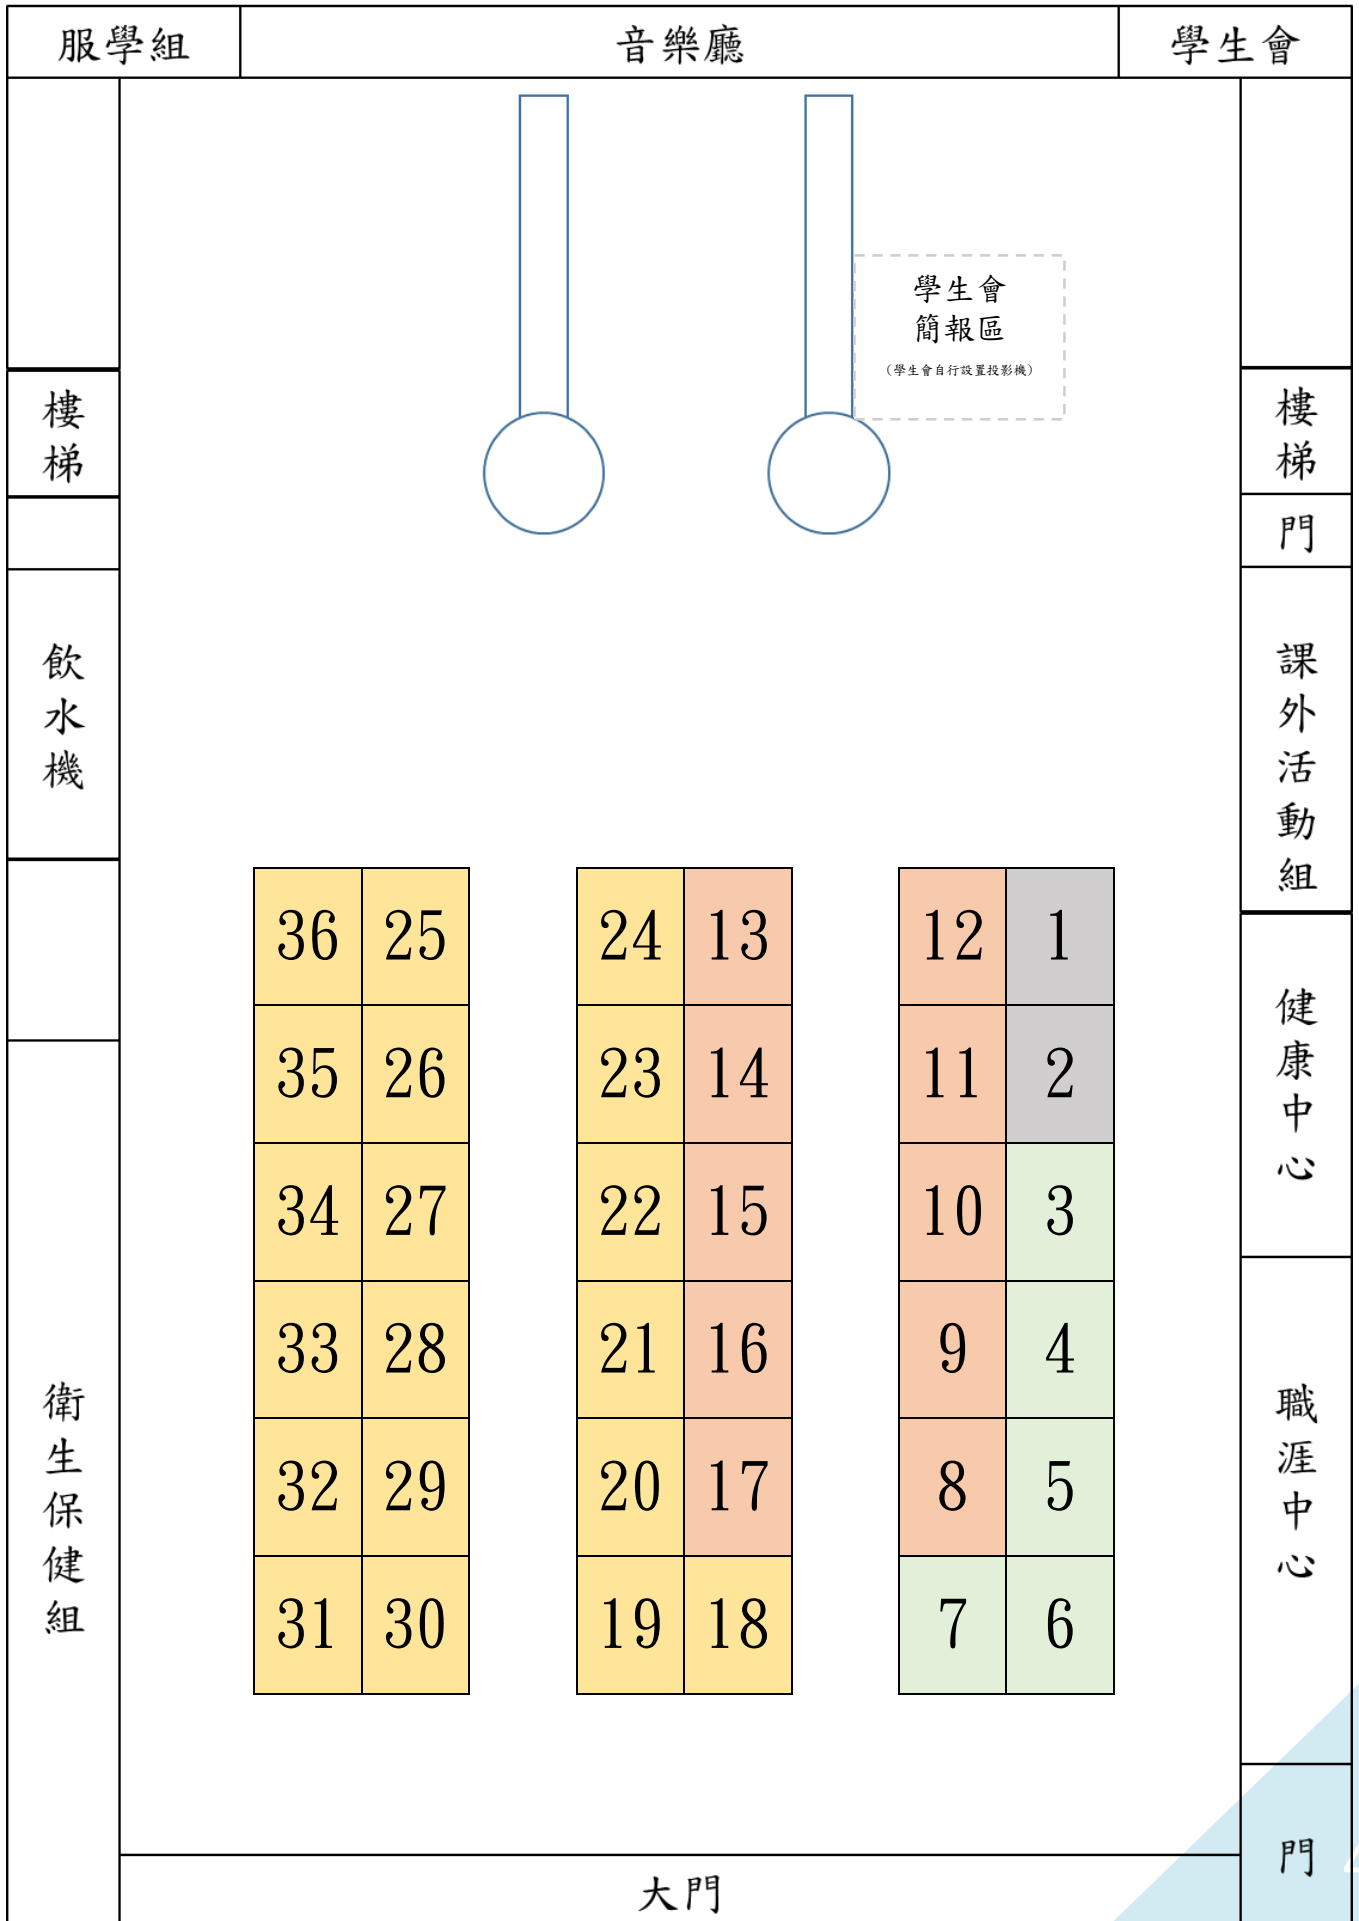 服學組
音樂廳
學生會
學生會
簡報區
(學生會自行設置投影機)
樓梯
樓梯
門
飲水機
課外活動組
健康中心
衛生保健組
職涯中心
36 25 24 13 12 1
35 26 23 14 11 2
34 27 22 15 10 3
33 28 21 16 9 4
32 29 20 17 8 5
31 30 19 18 7 6
門
大門